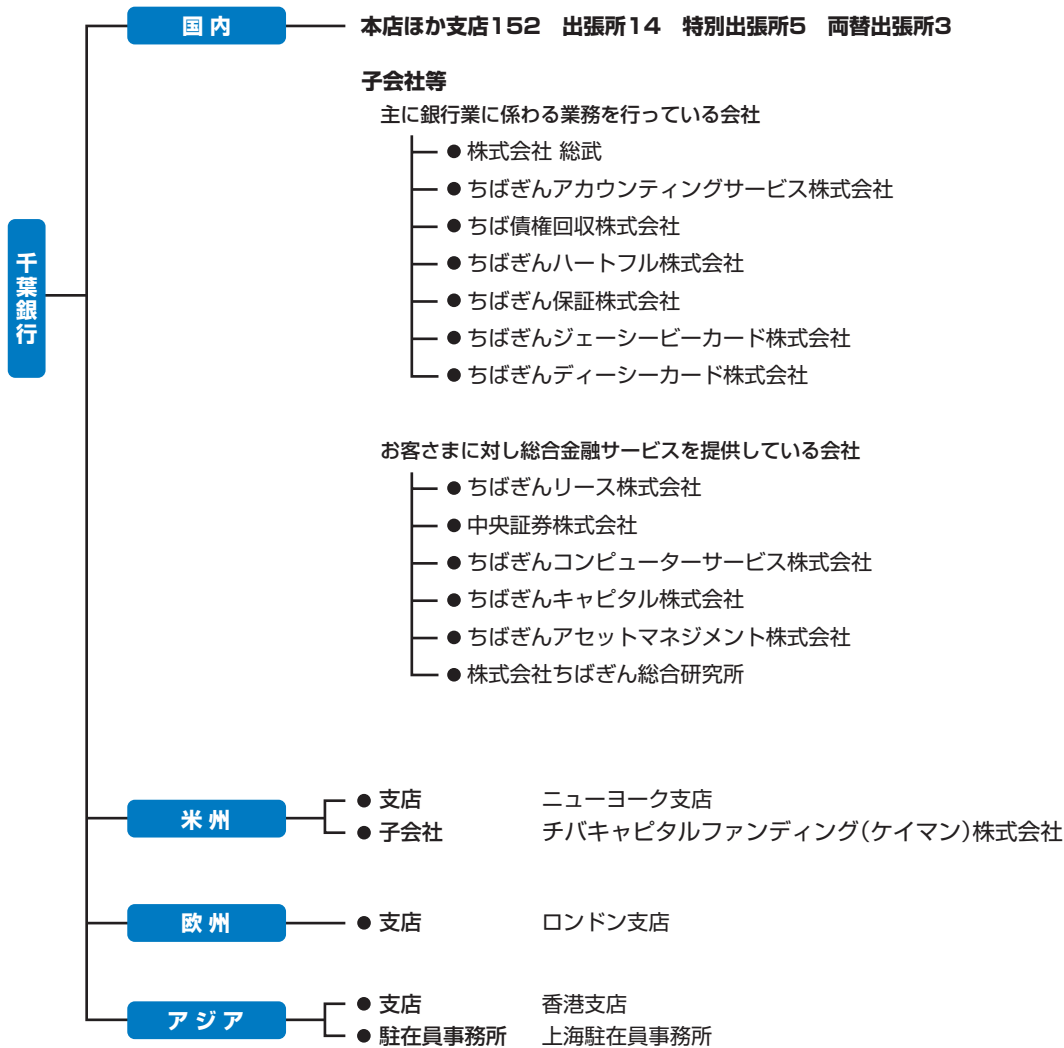 千葉銀行
国内
本店ほか支店152 出張所14 特別出張所5 両替出張所3
子会社等
主に銀行業に係わる業務を行っている会社
● 株式会社 総武
● ちばぎんアカウンティングサービス株式会社
● ちば債権回収株式会社
● ちばぎんハートフル株式会社
● ちばぎん保証株式会社
● ちばぎんジェーシービーカード株式会社
● ちばぎんディーシーカード株式会社
お客さまに対し総合金融サービスを提供している会社
● ちばぎんリース株式会社
● 中央証券株式会社
● ちばぎんコンピューターサービス株式会社
● ちばぎんキャピタル株式会社
● ちばぎんアセットマネジメント株式会社
● 株式会社ちばぎん総合研究所
米州
● 支店 ニューヨーク支店
● 子会社 チバキャピタルファンディング(ケイマン)株式会社
欧州
● 支店 ロンドン支店
アジア
● 支店 香港支店
● 駐在員事務所 上海駐在員事務所